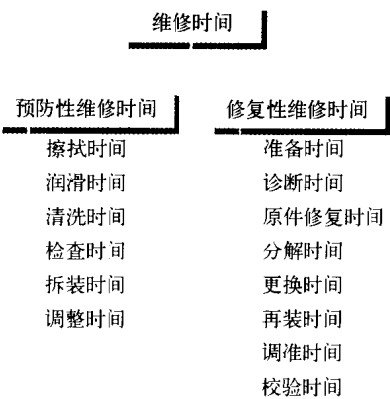 维修时间
预防性维修时间
擦拭时间
润滑时间
清洗时间
检查时间
拆装时间
调整时间
修复性维修时间
准备时间
诊断时间
原件修复时间
分解时间
更换时间
再装时间
调准时间
校验时间